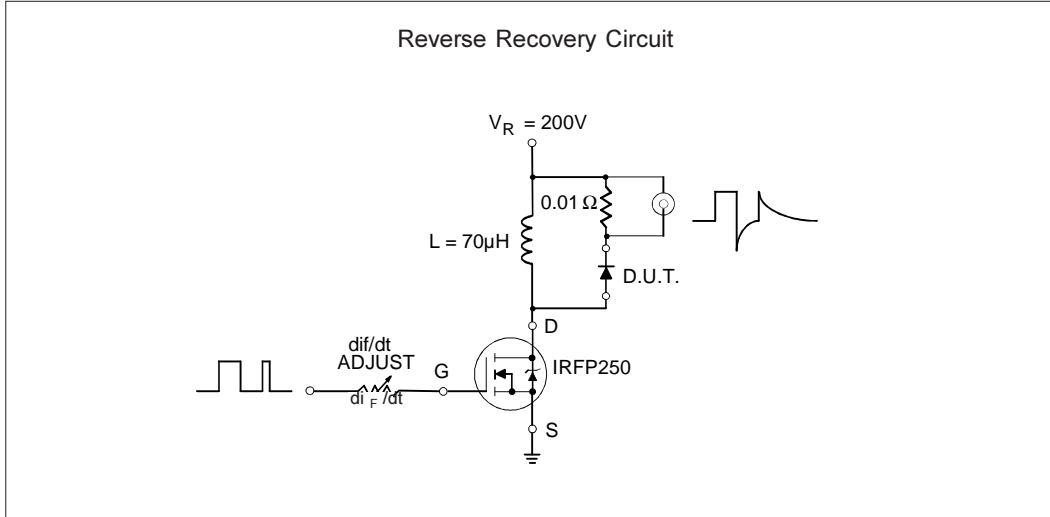 Reverse Recovery Circuit
V_R = 200V
0.01 Ω
L = 70µH
D.U.T.
D
dif/dt
ADJUST
G
IRFP250
di_F/dt
S